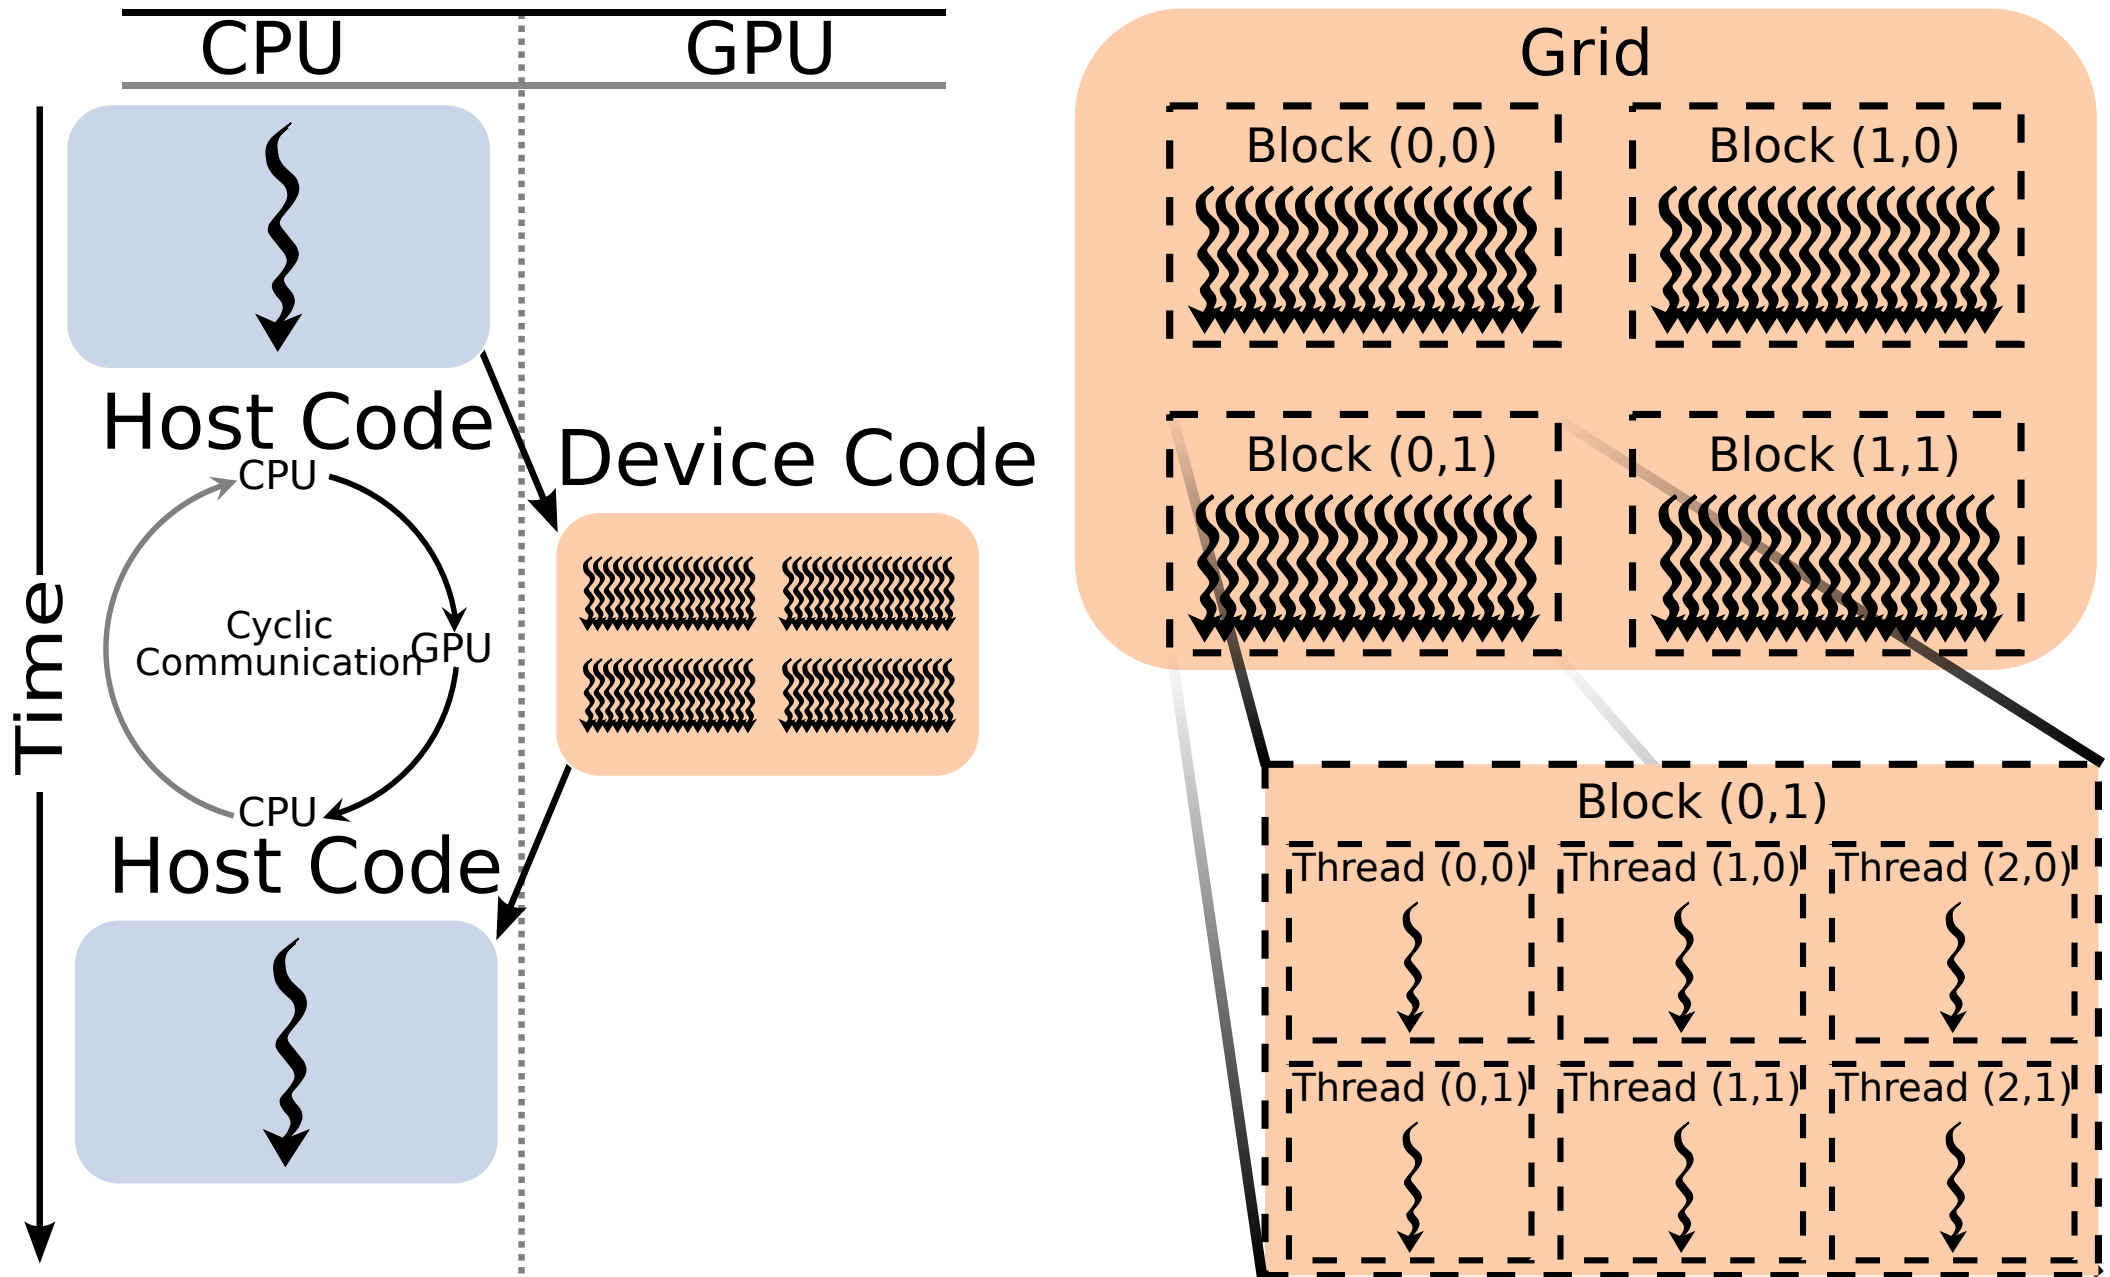 CPU
GPU
Time
Host Code
CPU
Cyclic
Communication
GPU
CPU
Host Code
Device Code
Grid
Block (0,0)
Block (1,0)
Block (0,1)
Block (1,1)
Block (0,1)
Thread (0,0)
Thread (1,0)
Thread (2,0)
Thread (0,1)
Thread (1,1)
Thread (2,1)